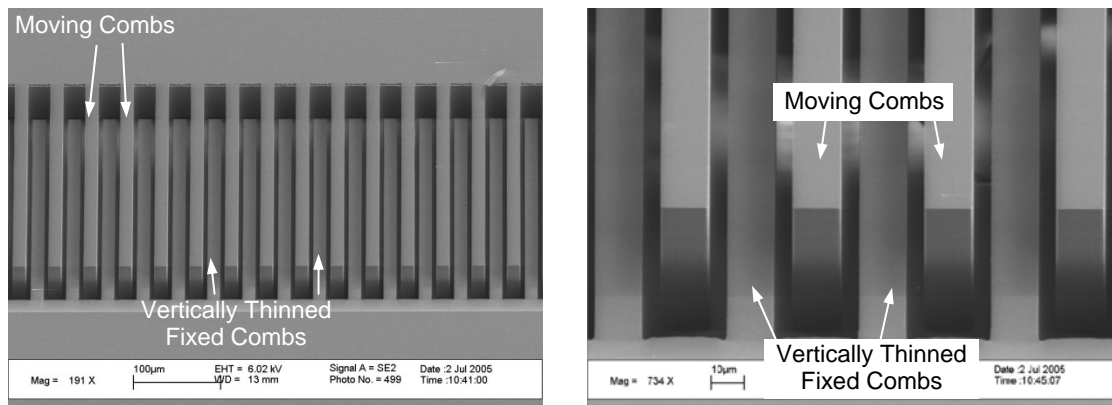 Moving Combs
Vertically Thinned
Fixed Combs
Mag = 191 X
100µm
EHT = 6.02 kV
WD = 13 mm
Signal A = SE2
Photo No. = 499
Date :2 Jul 2005
Time :10:41:00
Moving Combs
Vertically Thinned
Fixed Combs
Mag = 734 X
10µm
Date :2 Jul 2005
Time :10:45:07